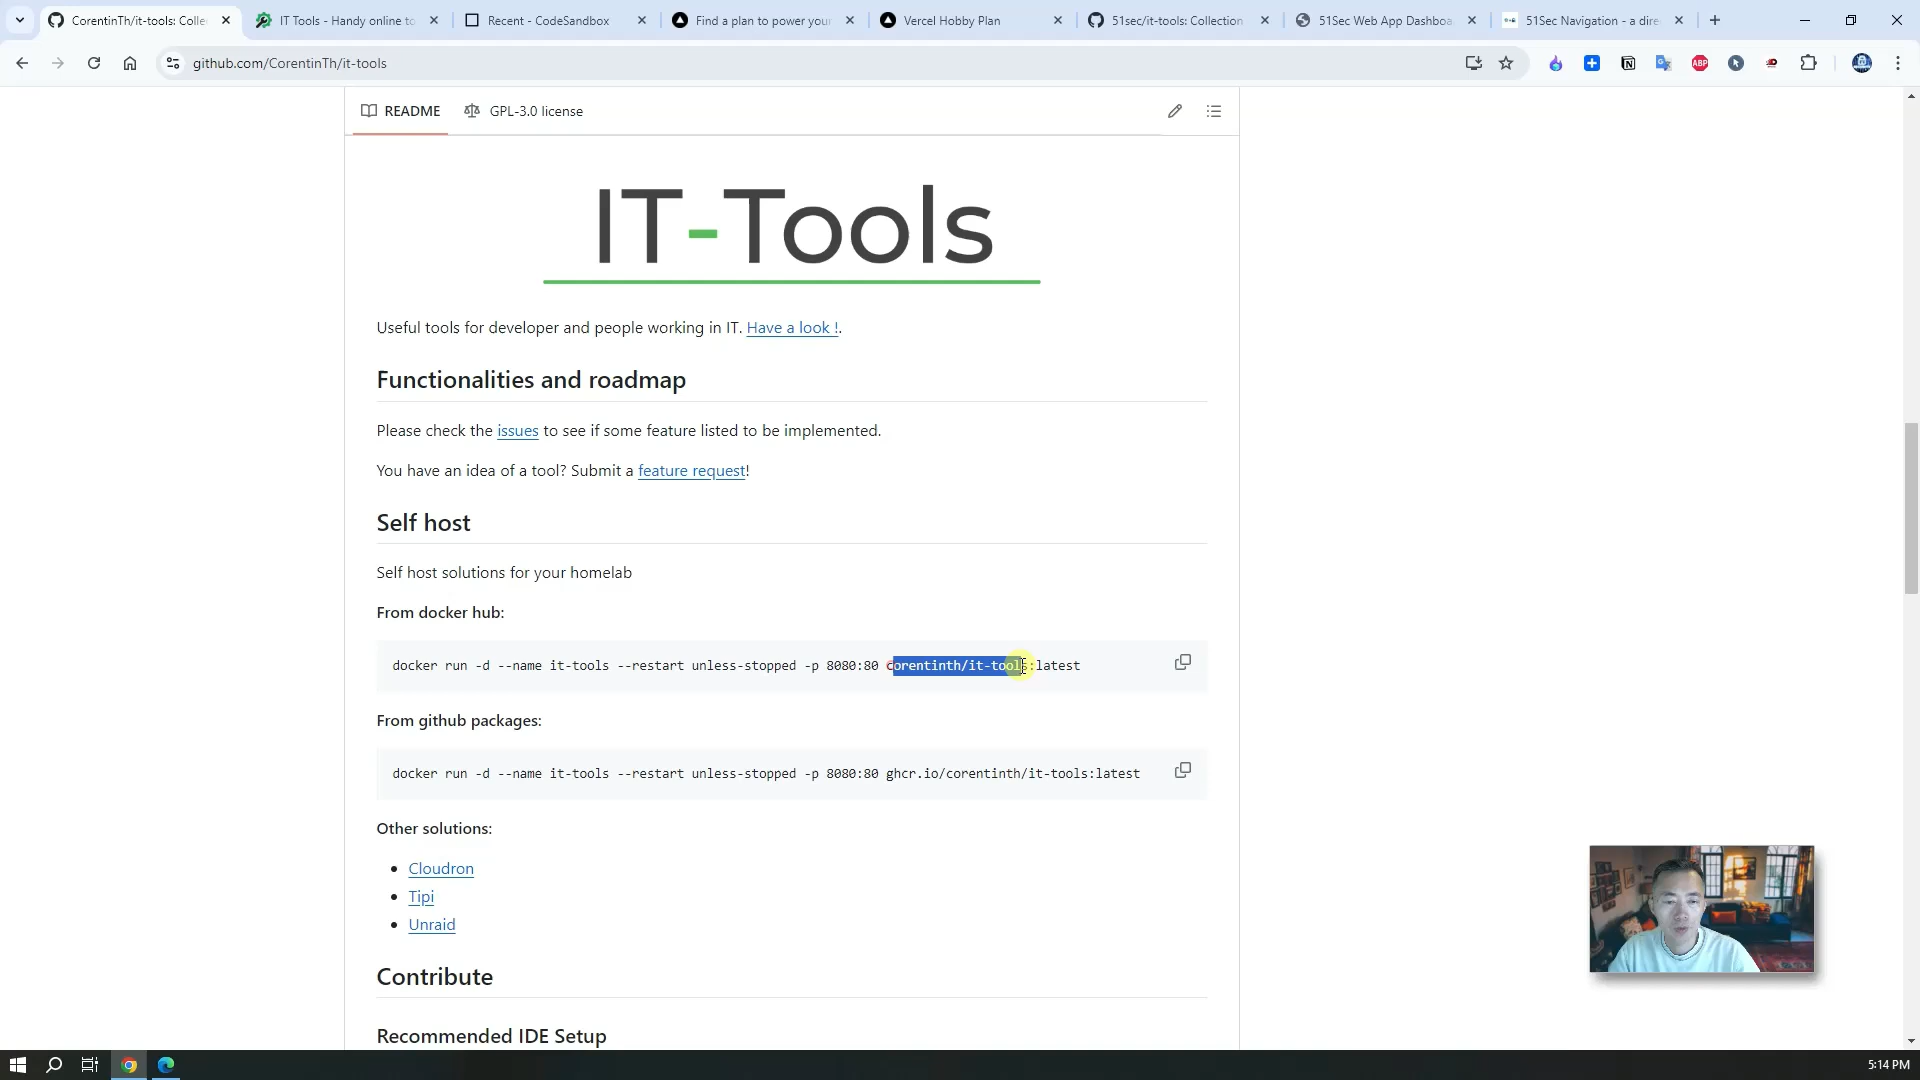 CorentinTh/it-tools: Colle
IT Tools - Handy online to
Recent - CodeSandbox
Find a plan to power your
Vercel Hobby Plan
51sec/it-tools: Collection
51Sec Web App Dashboa
51Sec Navigation - a dire
github.com/CorentinTh/it-tools
ABP
README
GPL-3.0 license
IT-Tools
Useful tools for developer and people working in IT. Have a look !.
Functionalities and roadmap
Please check the issues to see if some feature listed to be implemented.
You have an idea of a tool? Submit a feature request!
Self host
Self host solutions for your homelab
From docker hub:
docker run -d --name it-tools --restart unless-stopped -p 8080:80 corentinth/it-tools:latest
From github packages:
docker run -d --name it-tools --restart unless-stopped -p 8080:80 ghcr.io/corentinth/it-tools:latest
Other solutions:
Cloudron
Tipi
Unraid
Contribute
Recommended IDE Setup
5:14 PM